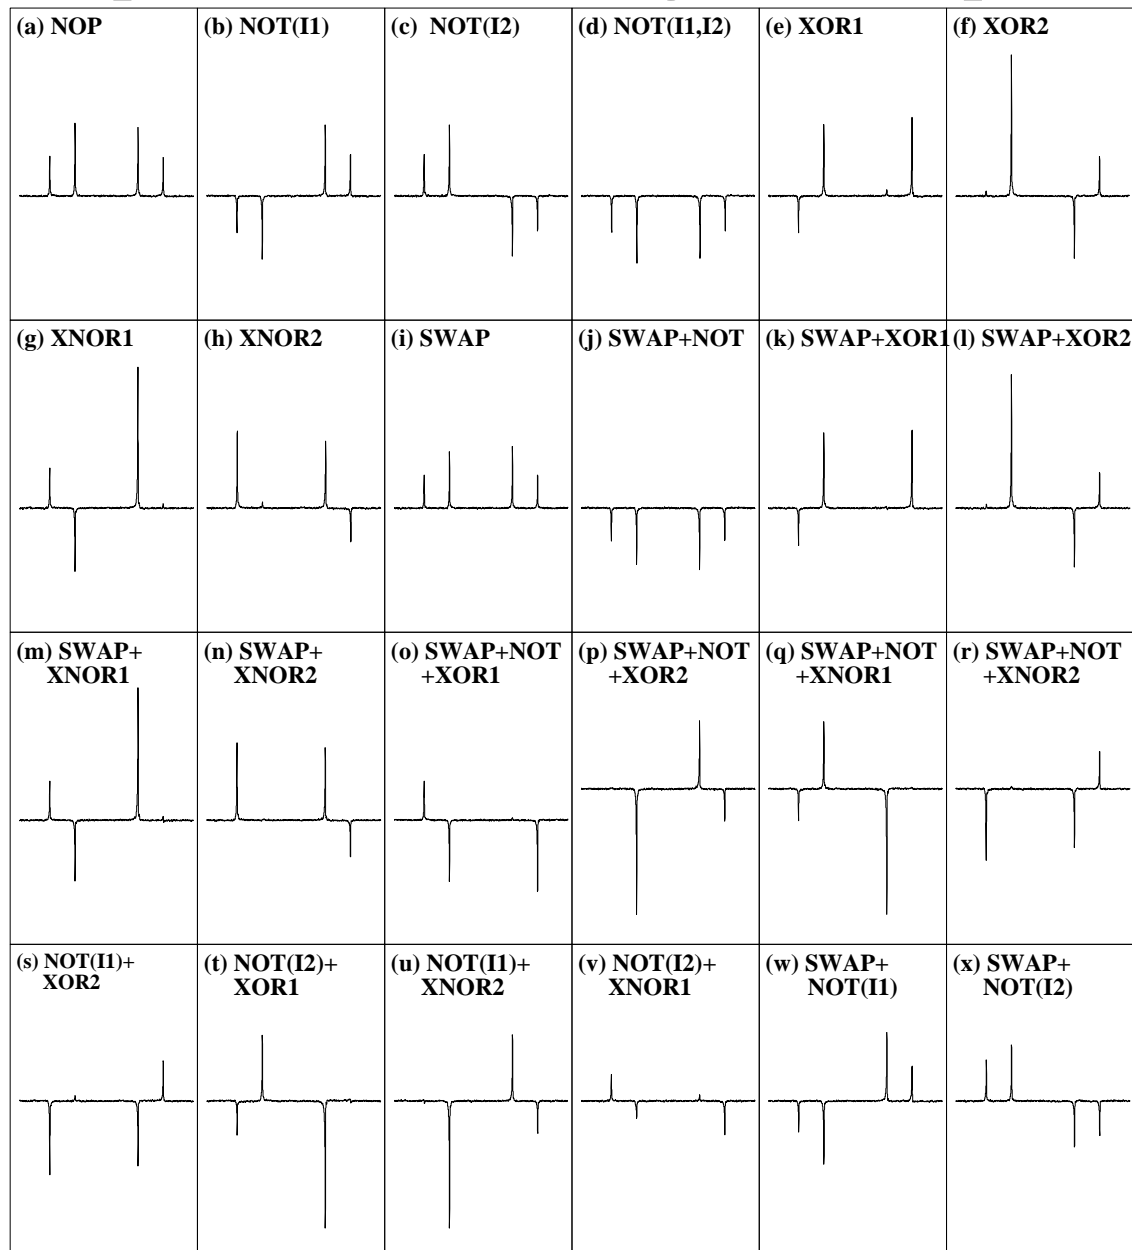 (a) NOP
(b) NOT(I1)
(c) NOT(I2)
(d) NOT(I1,I2)
(e) XOR1
(f) XOR2
(g) XNOR1
(h) XNOR2
(i) SWAP
(j) SWAP+NOT
(k) SWAP+XOR1
(l) SWAP+XOR2
(m) SWAP+
XNOR1
(n) SWAP+
XNOR2
(o) SWAP+NOT
+XOR1
(p) SWAP+NOT
+XOR2
(q) SWAP+NOT
+XNOR1
(r) SWAP+NOT
+XNOR2
(s) NOT(I1)+
XOR2
(t) NOT(I2)+
XOR1
(u) NOT(I1)+
XNOR2
(v) NOT(I2)+
XNOR1
(w) SWAP+
NOT(I1)
(x) SWAP+
NOT(I2)